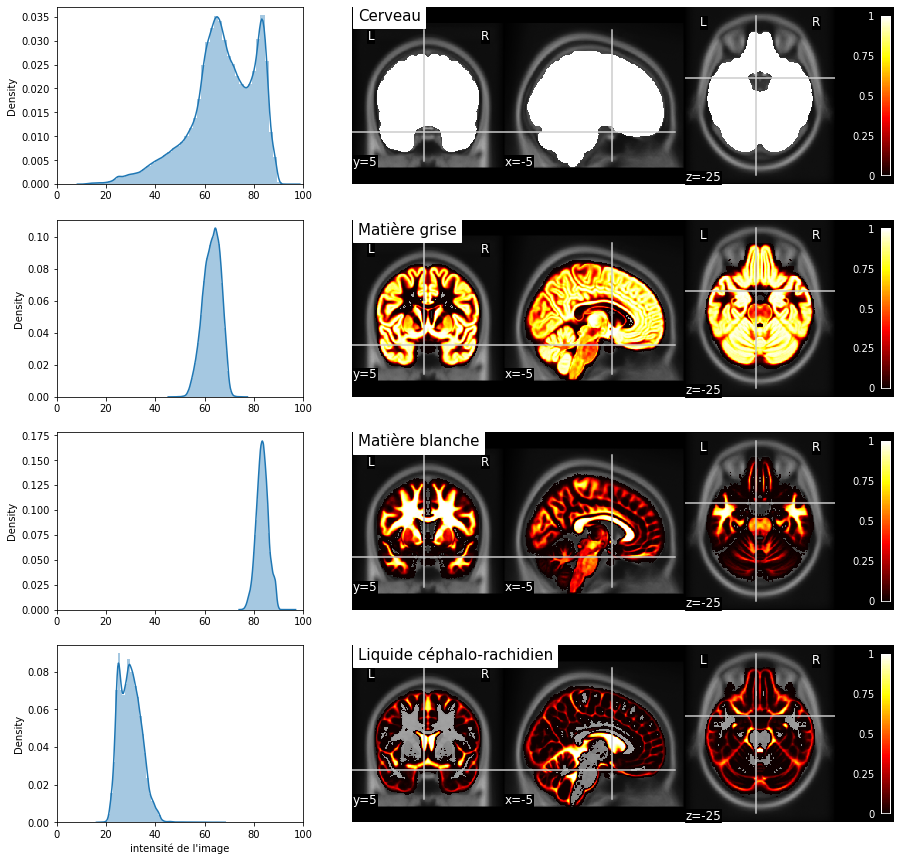 Cerveau
L R
1
0.75
0.5
0.25
0
y=5 x=-5 z=-25
Density
0.035
0.030
0.025
0.020
0.015
0.010
0.005
0.000
0 20 40 60 80 100
Matière grise
L R L R
1
0.75
0.5
0.25
0
y=5 x=-5 z=-25
Density
0.10
0.08
0.06
0.04
0.02
0.00
0 20 40 60 80 100
Matière blanche
L R L R
1
0.75
0.5
0.25
0
y=5 x=-5 z=-25
Density
0.175
0.150
0.125
0.100
0.075
0.050
0.025
0.000
0 20 40 60 80 100
Liquide céphalo-rachidien
L R L R
1
0.75
0.5
0.25
0
y=5 x=-5 z=-25
Density
0.08
0.06
0.04
0.02
0.00
0 20 40 60 80 100
intensité de l'image